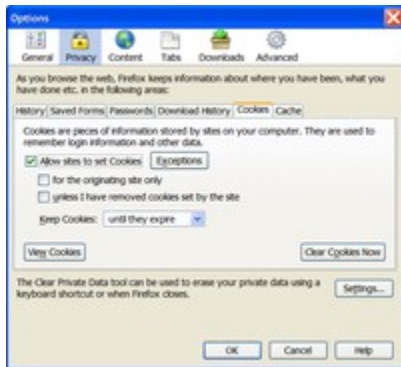 Options
General Privacy Content Tabs Downloads Advanced
As you browse the web, Firefox keeps information about where you have been, what you
have done etc. in the following areas:
History Saved Forms Passwords Download History Cookies Cache
Cookies are pieces of information stored by sites on your computer. They are used to
remember login information and other data.
Allow sites to set Cookies Exceptions
for the originating site only
unless I have removed cookies set by the site
Keep Cookies: until they expire
View Cookies Clear Cookies Now
The Clear Private Data tool can be used to erase your private data using a
keyboard shortcut or when Firefox closes. Settings...
OK Cancel Help